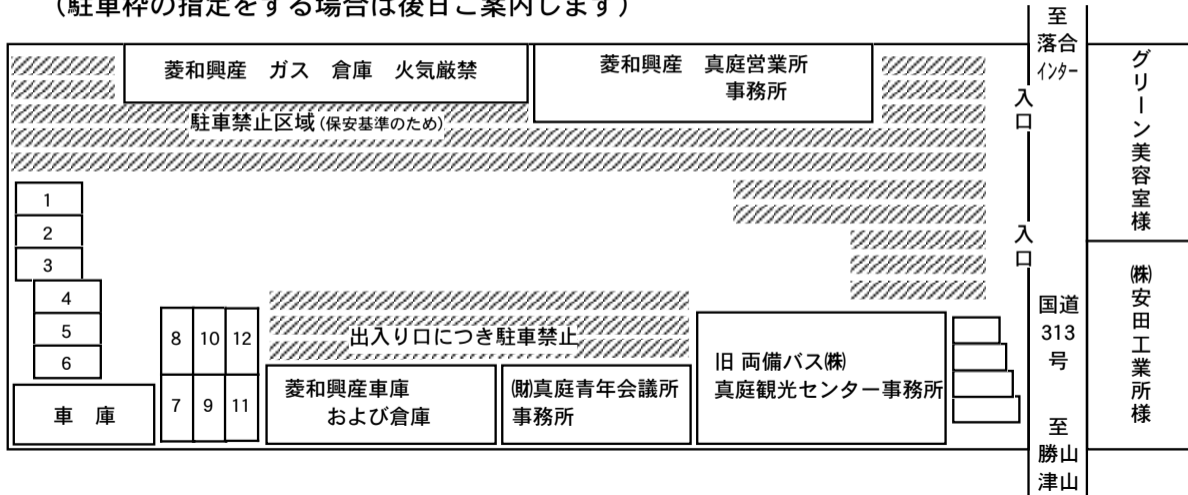 （駐車枠の指定をする場合は後日ご案内します）
至
落合
インター
菱和興産　ガス　倉庫　火気厳禁
菱和興産　真庭営業所
事務所
入口
グリーン美容室様
駐車禁止区域(保安基準のため)
1
2
3
4
5
6
入口
㈱安田工業所様
国道
313
号
8
10
12
7
9
11
出入り口につき駐車禁止
車　庫
菱和興産車庫
および倉庫
㈶真庭青年会議所
事務所
旧 両備バス㈱
真庭観光センター事務所
至
勝山
津山